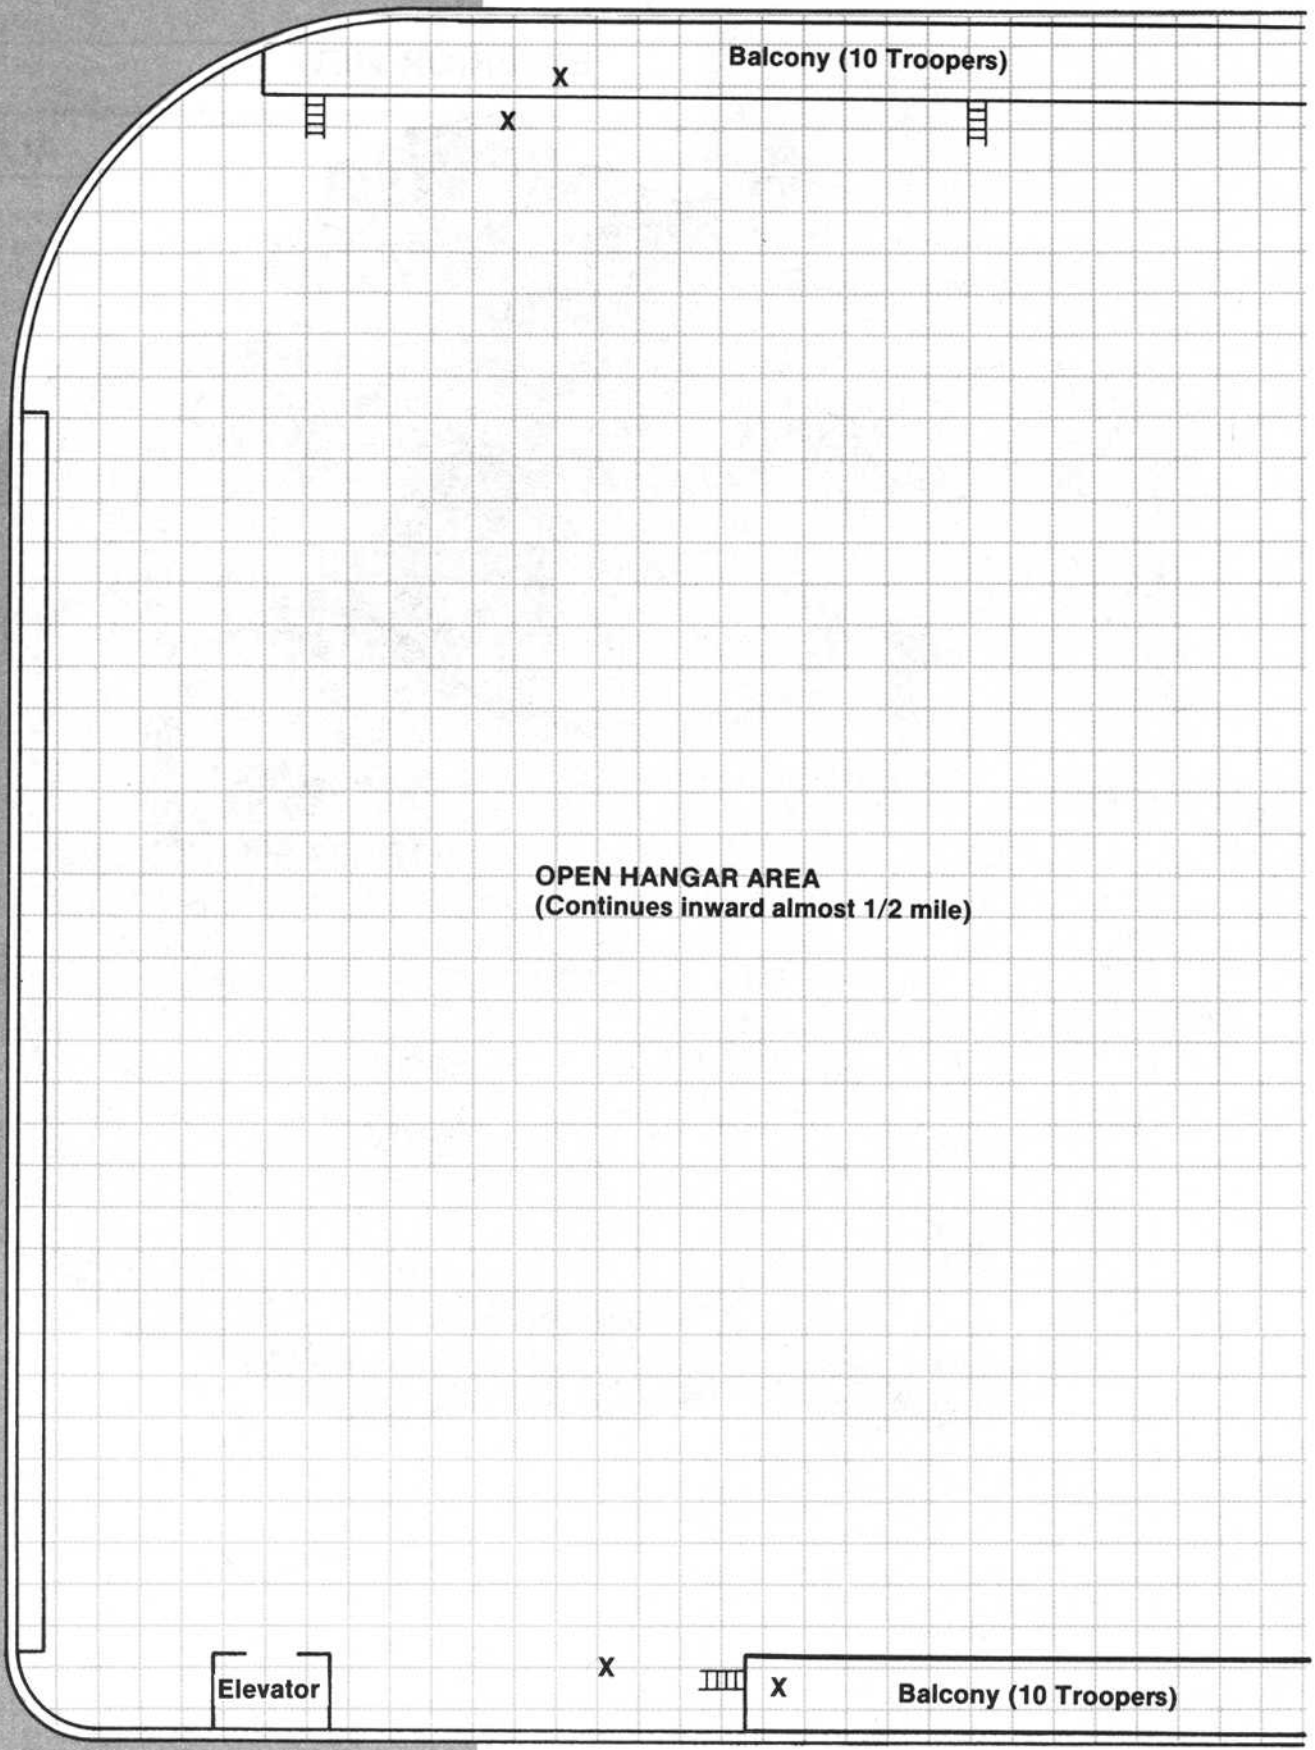 Balcony (10 Troopers)
X
X
OPEN HANGAR AREA
(Continues inward almost 1/2 mile)
X
Elevator
X
Balcony (10 Troopers)